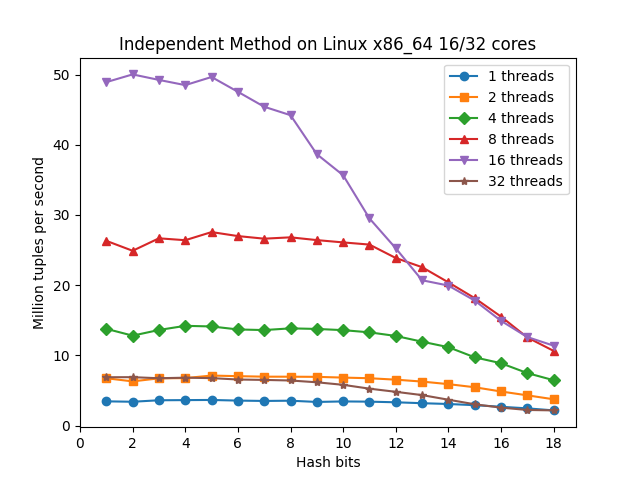 Independent Method on Linux x86_64 16/32 cores
50
40
30
20
10
0
Million tuples per second
1 threads
2 threads
4 threads
8 threads
16 threads
32 threads
0 2 4 6 8 10 12 14 16 18
Hash bits